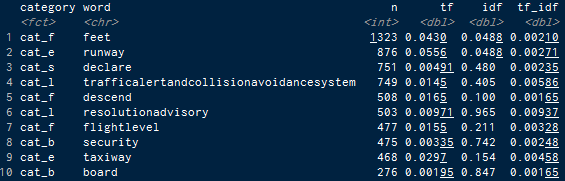 category word n tf idf tf_idf
<fct> <chr> <int> <dbl> <dbl> <dbl>
1 cat_f feet 1323 0.0430 0.0488 0.00210
2 cat_e runway 876 0.0556 0.0488 0.00271
3 cat_s declare 751 0.00491 0.480 0.00235
4 cat_l trafficalertandcollisionavoidancesystem 749 0.0145 0.405 0.00586
5 cat_f descend 508 0.0165 0.100 0.00165
6 cat_l resolutionadvisory 503 0.00971 0.965 0.00937
7 cat_f flightlevel 477 0.0155 0.211 0.00328
8 cat_b security 475 0.00335 0.742 0.00248
9 cat_e taxiway 468 0.0297 0.154 0.00458
10 cat_b board 276 0.00195 0.847 0.00165